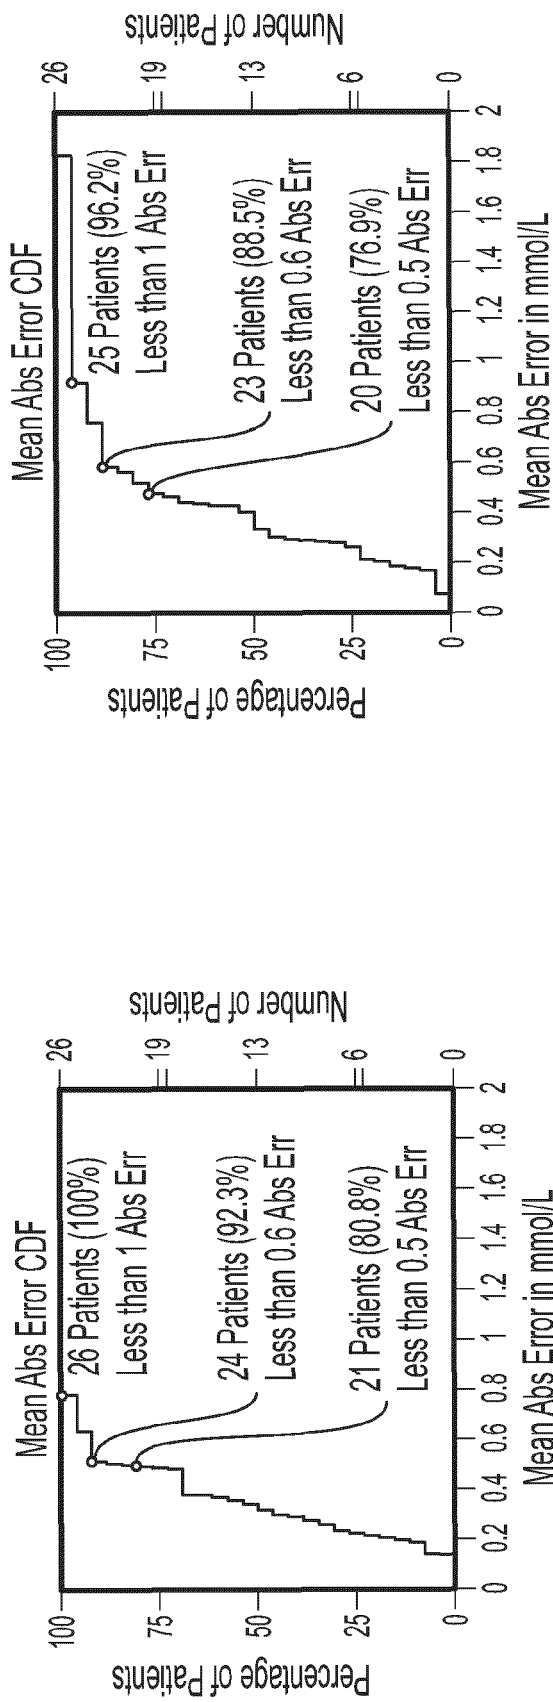 Mean Abs Error CDF
Percentage of Patients
100
75
50
25
0
26 Patients (100%)
Less than 1 Abs Err
24 Patients (92.3%)
Less than 0.6 Abs Err
21 Patients (80.8%)
Less than 0.5 Abs Err
26
19
13
6
0
Number of Patients
0 0.2 0.4 0.6 0.8 1 1.2 1.4 1.6 1.8 2
Mean Abs Error in mmol/L
Mean Abs Error CDF
Percentage of Patients
100
75
50
25
0
25 Patients (96.2%)
Less than 1 Abs Err
23 Patients (88.5%)
Less than 0.6 Abs Err
20 Patients (76.9%)
Less than 0.5 Abs Err
26
19
13
6
0
Number of Patients
0 0.2 0.4 0.6 0.8 1 1.2 1.4 1.6 1.8 2
Mean Abs Error in mmol/L